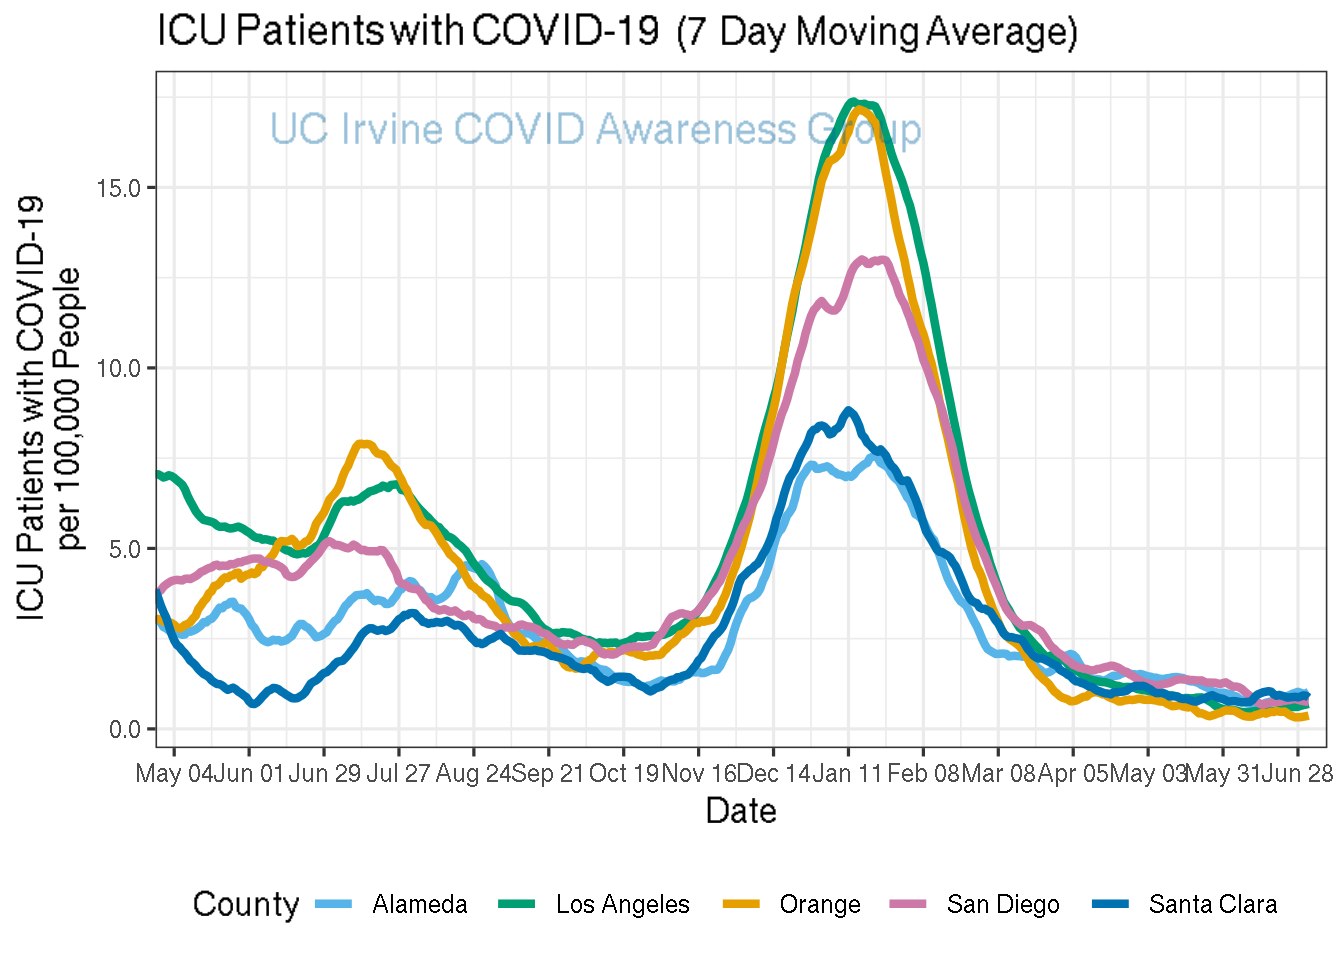 ICU Patients with COVID-19 (7 Day Moving Average)
UC Irvine COVID Awareness Group
ICU Patients with COVID-19
per 100,000 People
15.0
10.0
5.0
0.0
May 04 Jun 01 Jun 29 Jul 27 Aug 24 Sep 21 Oct 19 Nov 16 Dec 14 Jan 11 Feb 08 Mar 08 Apr 05 May 03 May 31 Jun 28
Date
County Alameda Los Angeles Orange San Diego Santa Clara